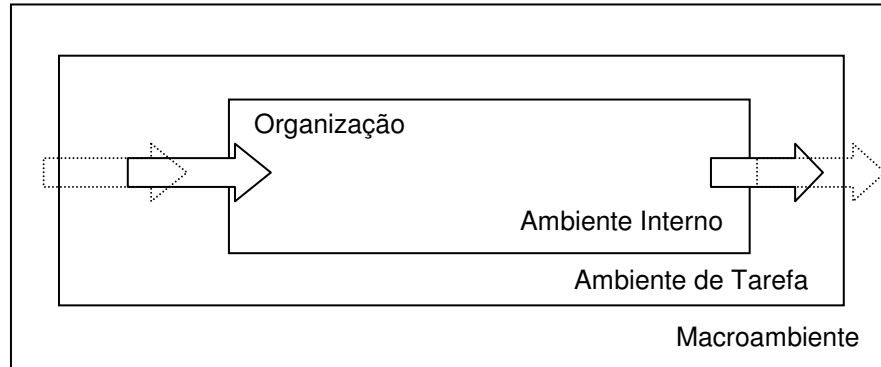 Organização
Ambiente Interno
Ambiente de Tarefa
Macroambiente